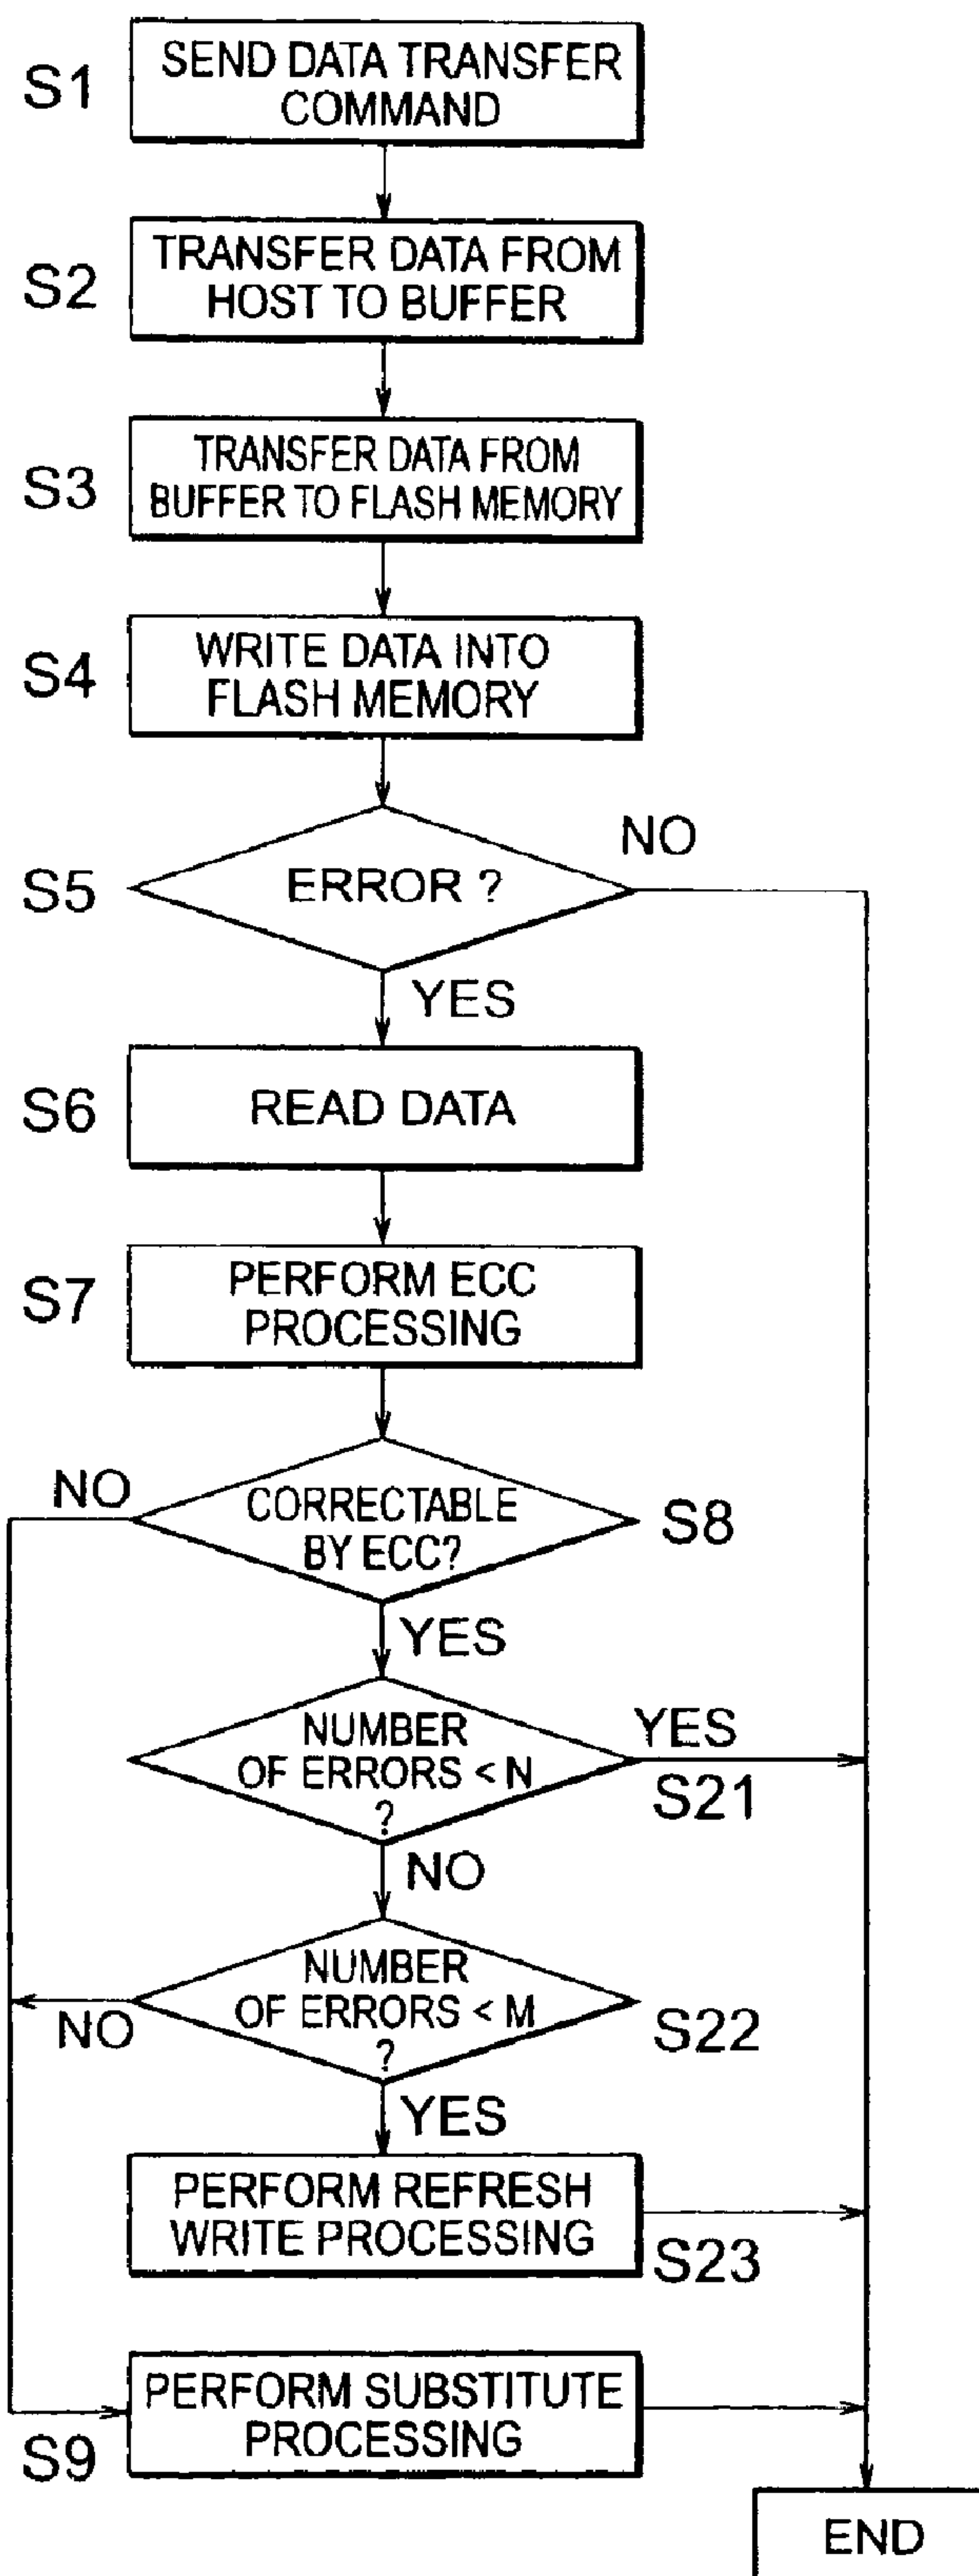 S1
SEND DATA TRANSFER
COMMAND
S2
TRANSFER DATA FROM
HOST TO BUFFER
S3
TRANSFER DATA FROM
BUFFER TO FLASH MEMORY
S4
WRITE DATA INTO
FLASH MEMORY
S5
ERROR ?
NO
YES
S6
READ DATA
S7
PERFORM ECC
PROCESSING
NO
CORRECTABLE
BY ECC?
S8
YES
NUMBER
OF ERRORS < N
?
YES
S21
NO
NUMBER
OF ERRORS < M
?
NO
S22
YES
PERFORM REFRESH
WRITE PROCESSING
S23
PERFORM SUBSTITUTE
PROCESSING
S9
END